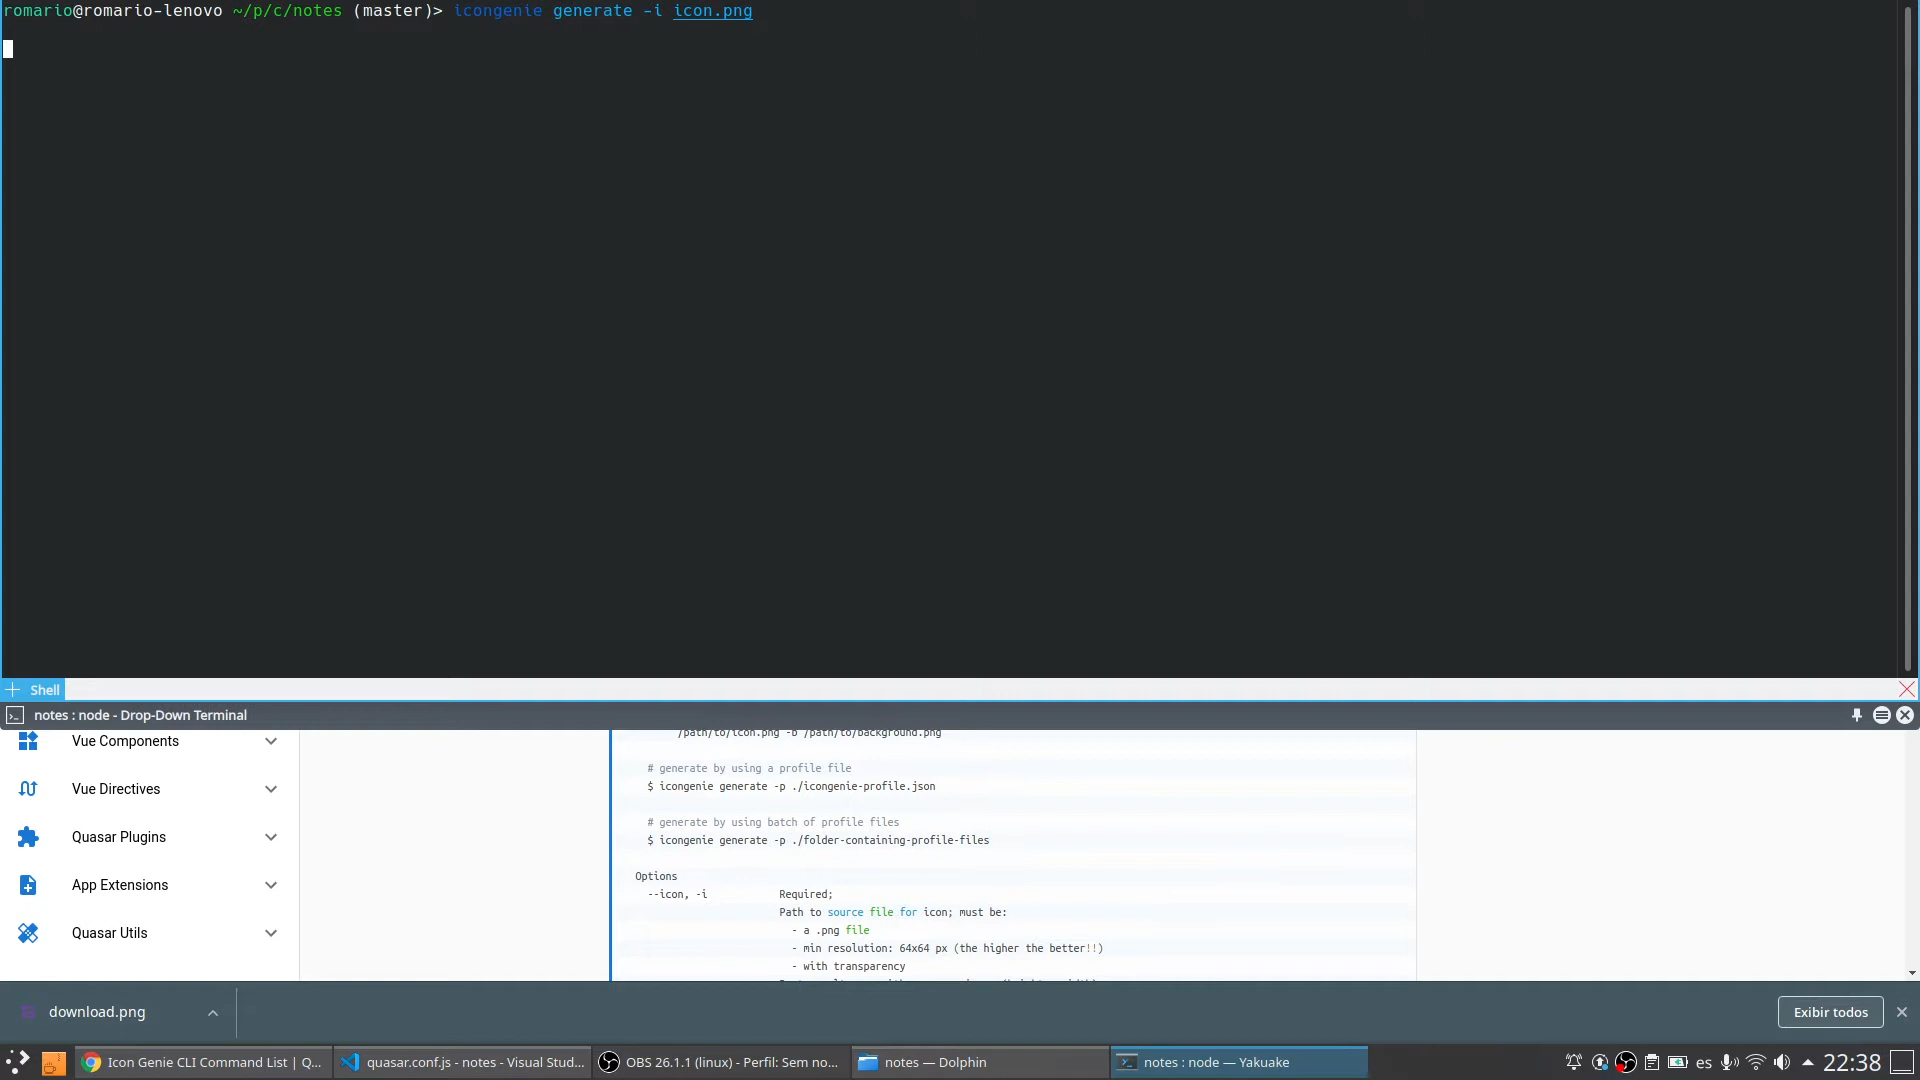 romario@romario-lenovo ~/p/c/notes (master)> icongenie generate -i icon.png
Shell
notes : node - Drop-Down Terminal
Vue Components
Vue Directives
Quasar Plugins
App Extensions
Quasar Utils
/path/to/icon.png -b /path/to/background.png
# generate by using a profile file
$ icongenie generate -p ./icongenie-profile.json
# generate by using batch of profile files
$ icongenie generate -p ./folder-containing-profile-files
Options
--icon, -i Required;
Path to source file for icon; must be:
- a .png file
- min resolution: 64x64 px (the higher the better!!)
- with transparency
download.png
Exibir todos
Icon Genie CLI Command List | Q...
quasar.conf.js - notes - Visual Stud...
OBS 26.1.1 (linux) - Perfil: Sem no...
notes — Dolphin
notes : node — Yakuake
es
22:38